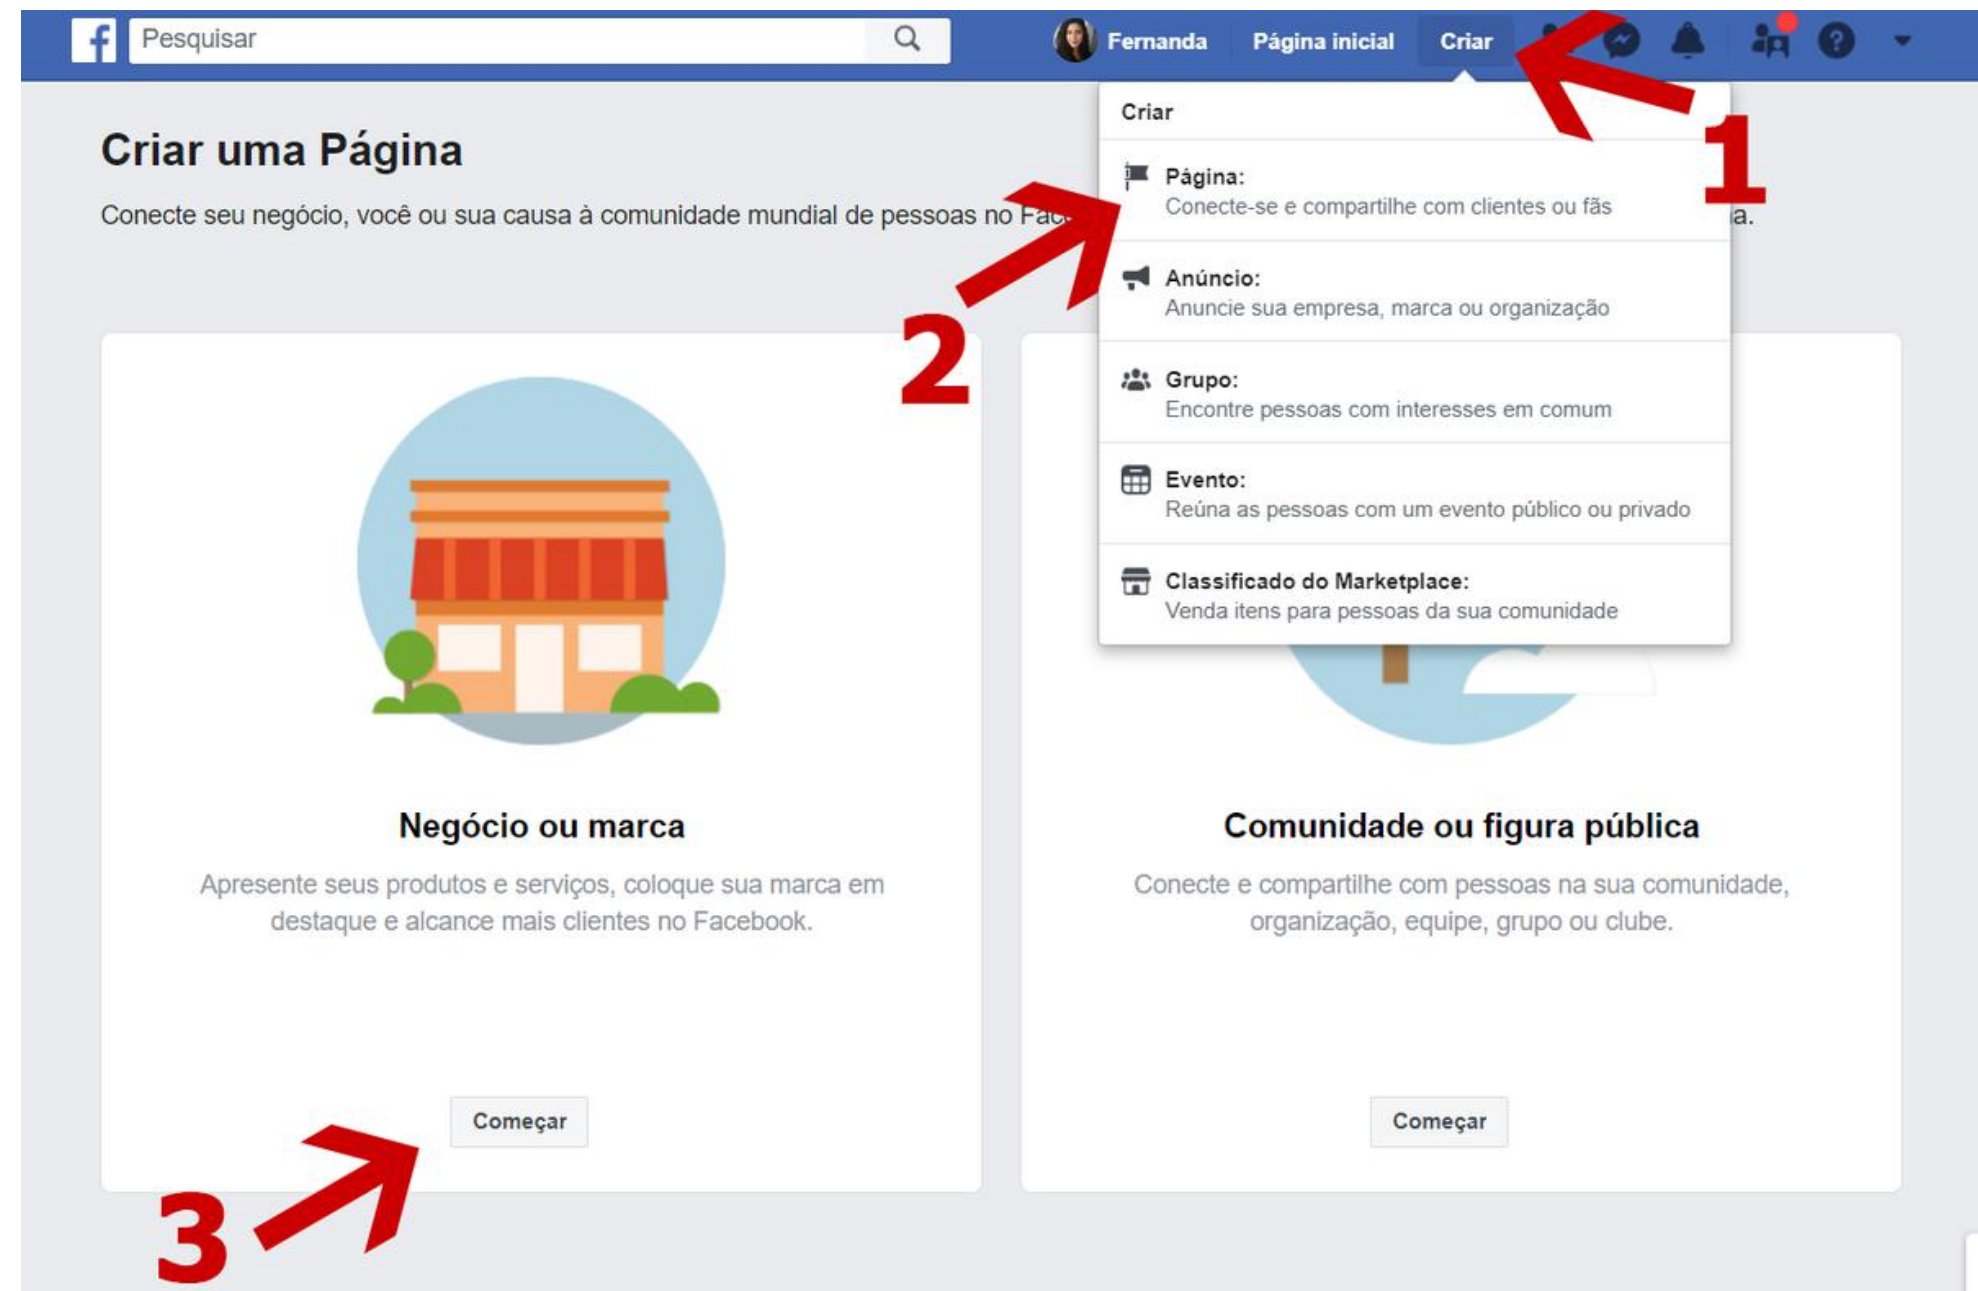 f
Pesquisar
Fernanda
Página inicial
Criar
1
Criar
Página:
Conecte-se e compartilhe com clientes ou fãs
Anúncio:
Anuncie sua empresa, marca ou organização
Grupo:
Encontre pessoas com interesses em comum
Evento:
Reúna as pessoas com um evento público ou privado
Classificado do Marketplace:
Venda itens para pessoas da sua comunidade
2
Criar uma Página
Conecte seu negócio, você ou sua causa à comunidade mundial de pessoas no
Negócio ou marca
Apresente seus produtos e serviços, coloque sua marca em
destaque e alcance mais clientes no Facebook.
Começar
3
Comunidade ou figura pública
Conecte e compartilhe com pessoas na sua comunidade,
organização, equipe, grupo ou clube.
Começar